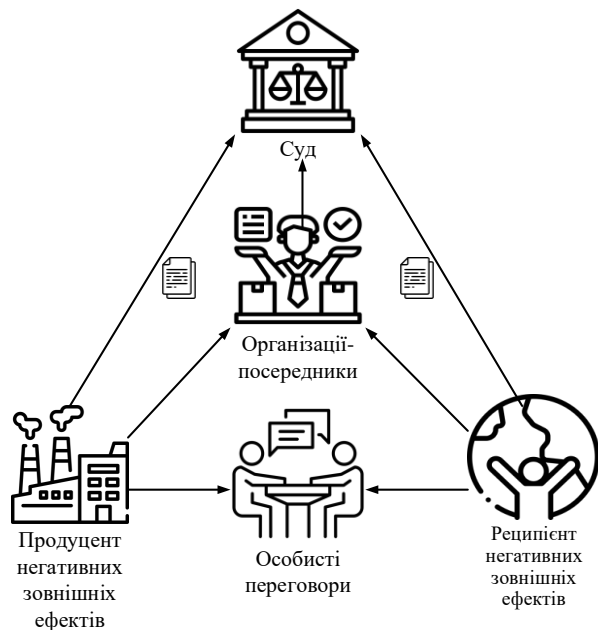 Суд
Організації-
посередники
Продуцент
негативних
зовнішніх
ефектів
Особисті
переговори
Реципієнт
негативних
зовнішніх
ефектів